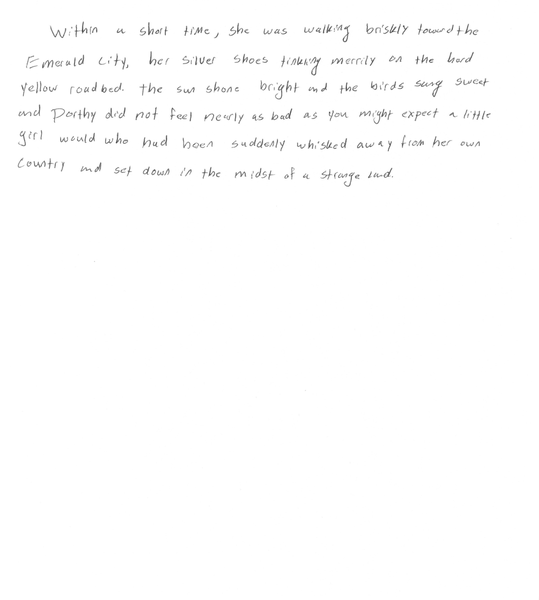 Within a short time, she was walking briskly toward the
Emerald City, her Silver Shoes tinkling merrily on the hard
yellow roadbed. The sun shone bright and the birds sang sweet
and Dorthy did not feel nearly as bad as you might expect a little
girl would who had been suddenly whisked away from her own
Country and set down in the midst of a strange land.